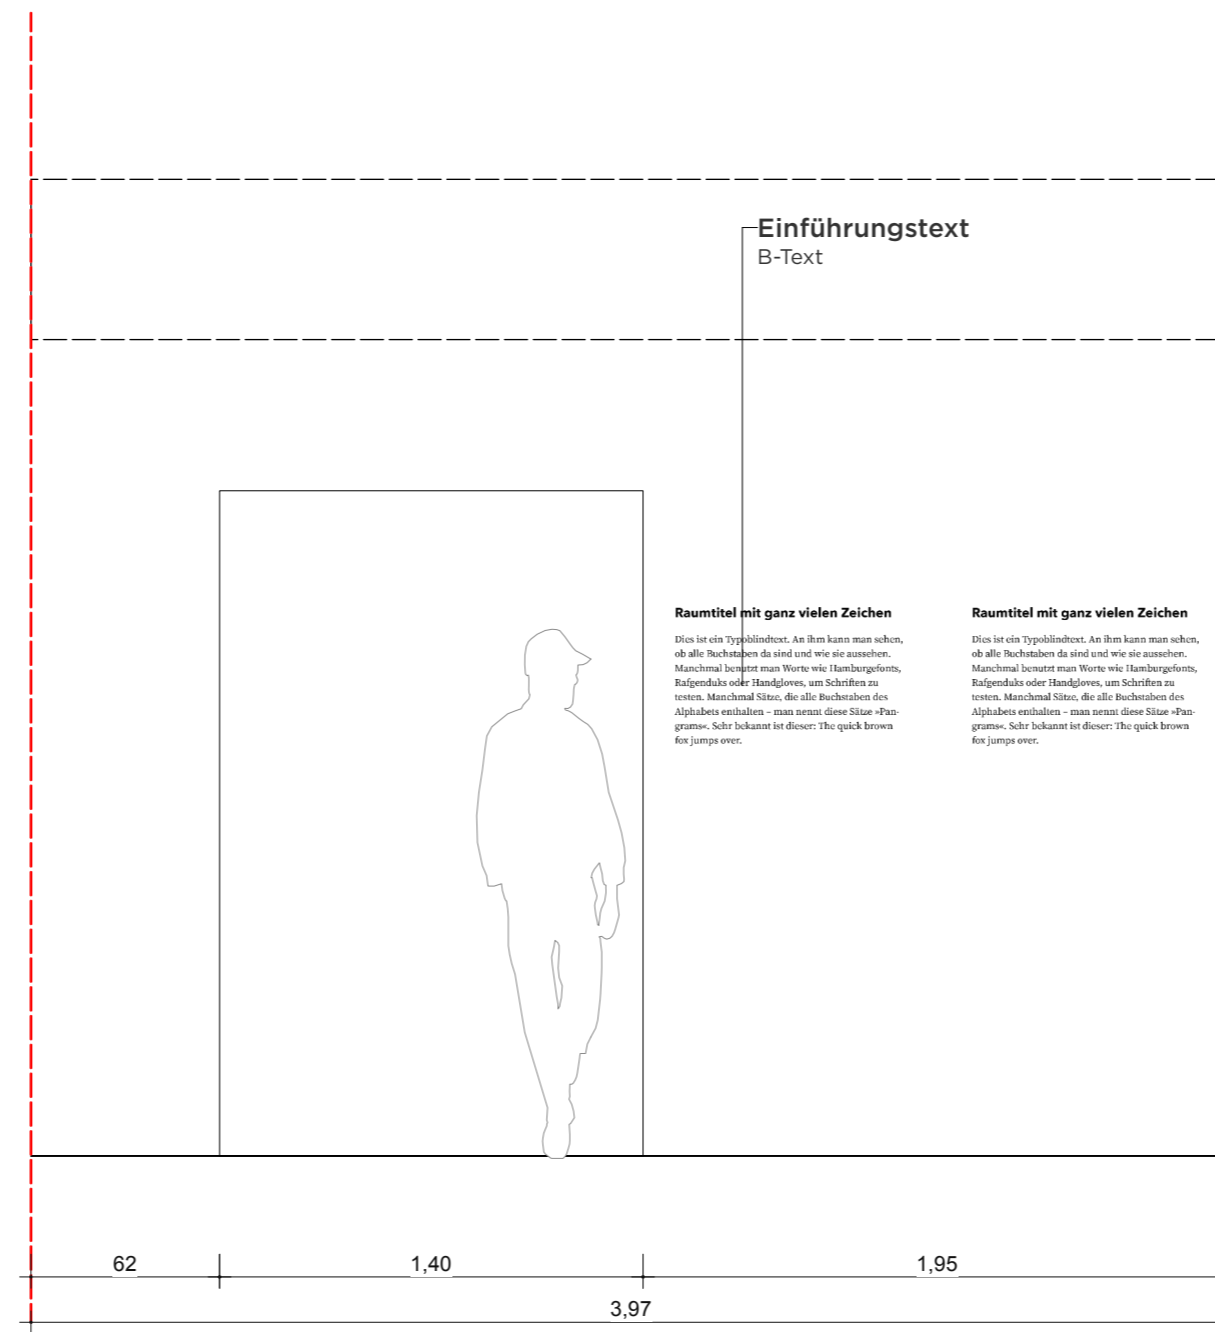 Einführungstext
B-Text
Raumtitel mit ganz vielen Zeichen
Dies ist ein Typoblindtext. An ihm kann man sehen,
ob alle Buchstaben da sind und wie sie aussehen.
Manchmal benutzt man Worte wie Hamburgefonts,
Rafgenduks oder Handgloves, um Schriften zu
testen. Manchmal Sätze, die alle Buchstaben des
Alphabets enthalten – man nennt diese Sätze »Pan-
grams«. Sehr bekannt ist dieser: The quick brown
fox jumps over.
Raumtitel mit ganz vielen Zeichen
Dies ist ein Typoblindtext. An ihm kann man sehen,
ob alle Buchstaben da sind und wie sie aussehen.
Manchmal benutzt man Worte wie Hamburgefonts,
Rafgenduks oder Handgloves, um Schriften zu
testen. Manchmal Sätze, die alle Buchstaben des
Alphabets enthalten – man nennt diese Sätze »Pan-
grams«. Sehr bekannt ist dieser: The quick brown
fox jumps over.
62
1,40
1,95
3,97